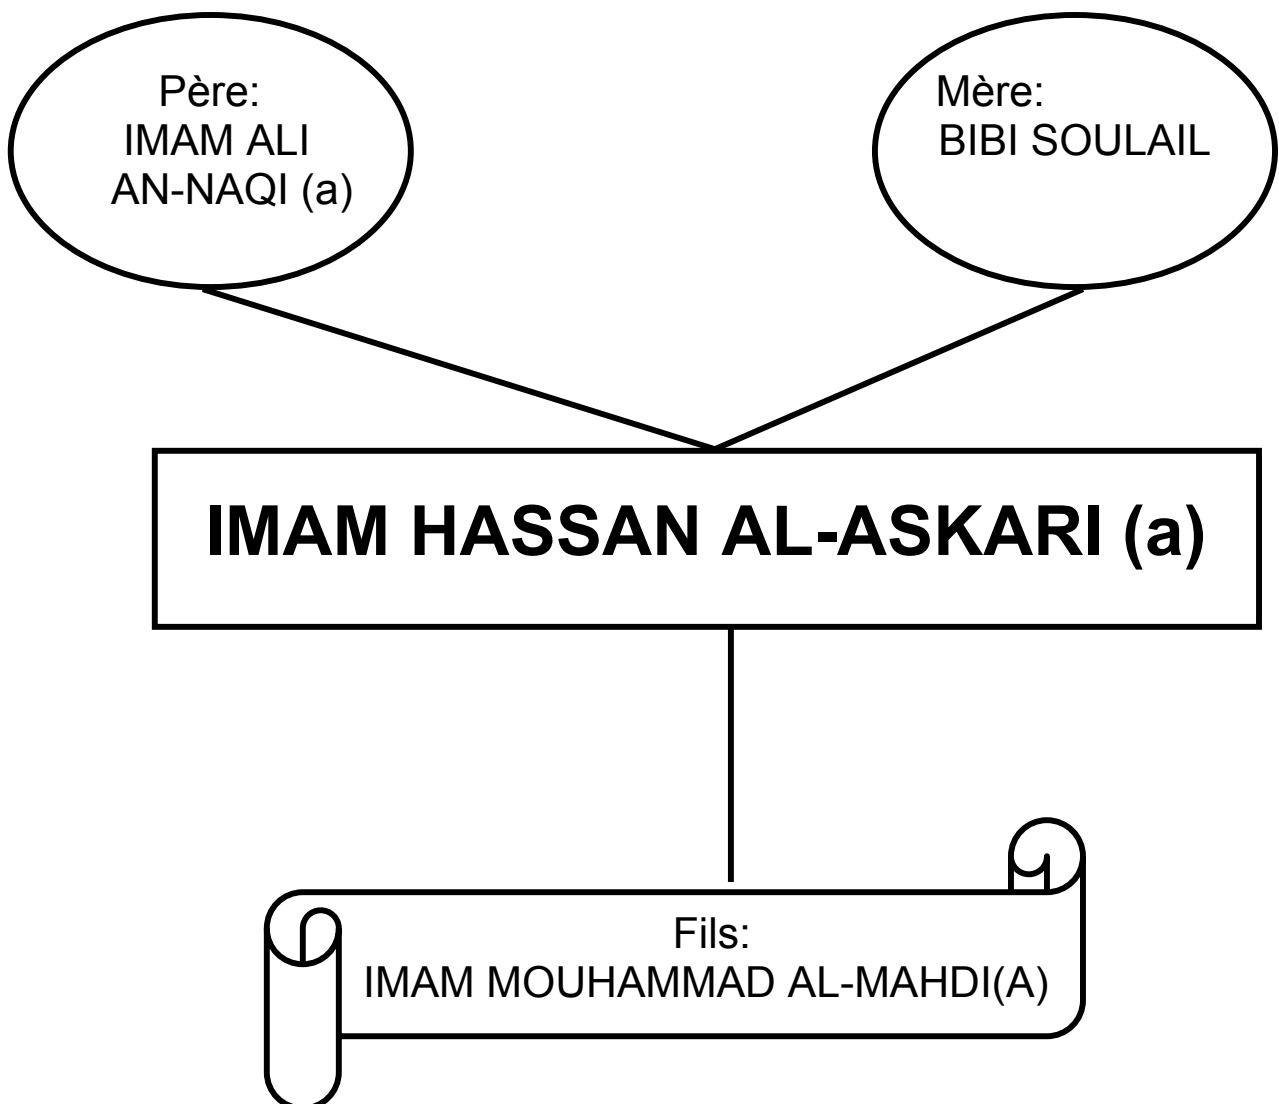 Père:
IMAM ALI
AN-NAQI (a)
Mère:
BIBI SOULAIL
IMAM HASSAN AL-ASKARI (a)
Fils:
IMAM MOUHAMMAD AL-MAHDI(A)